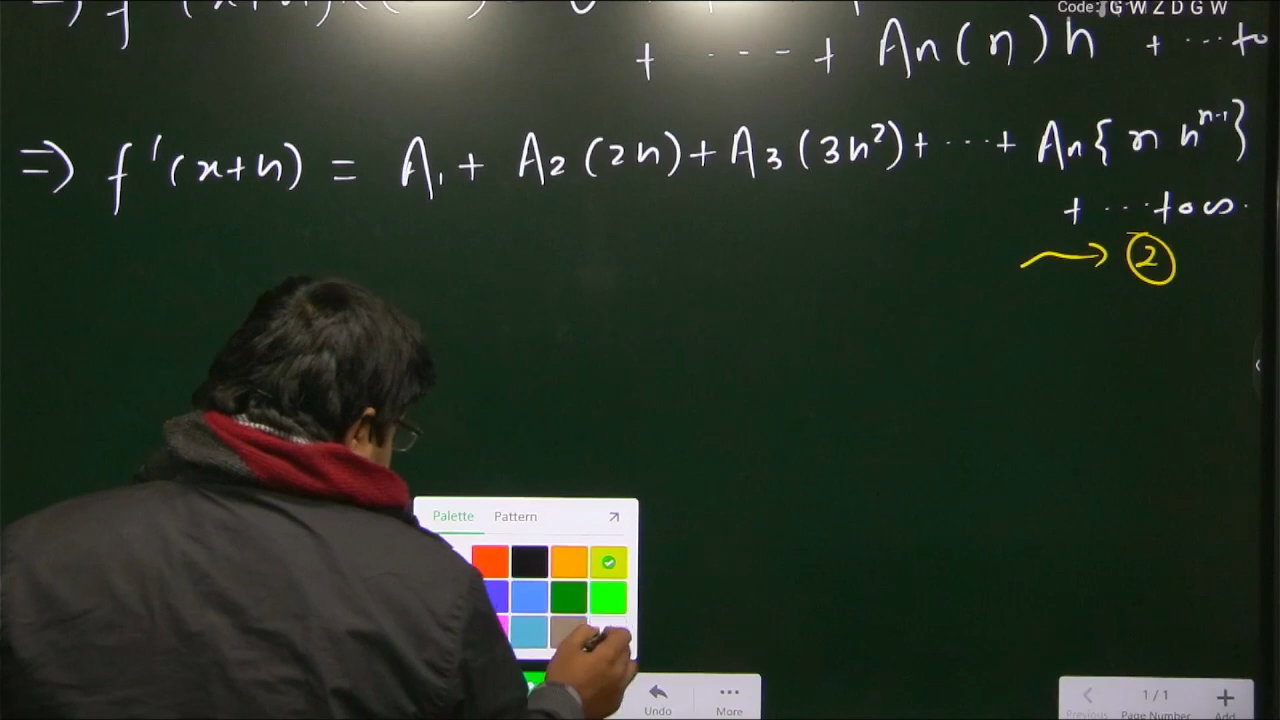 Code: G W Z D G W
+ ---- + An(n)h + ...to
=> f'(x+h) = A₁ + A₂(2h) + A₃(3h²) + ... + An{n h^{n-1}}
+ ...to ∞.
→ ②
Palette Pattern
Undo More
1 / 1
Previous Page Number Add